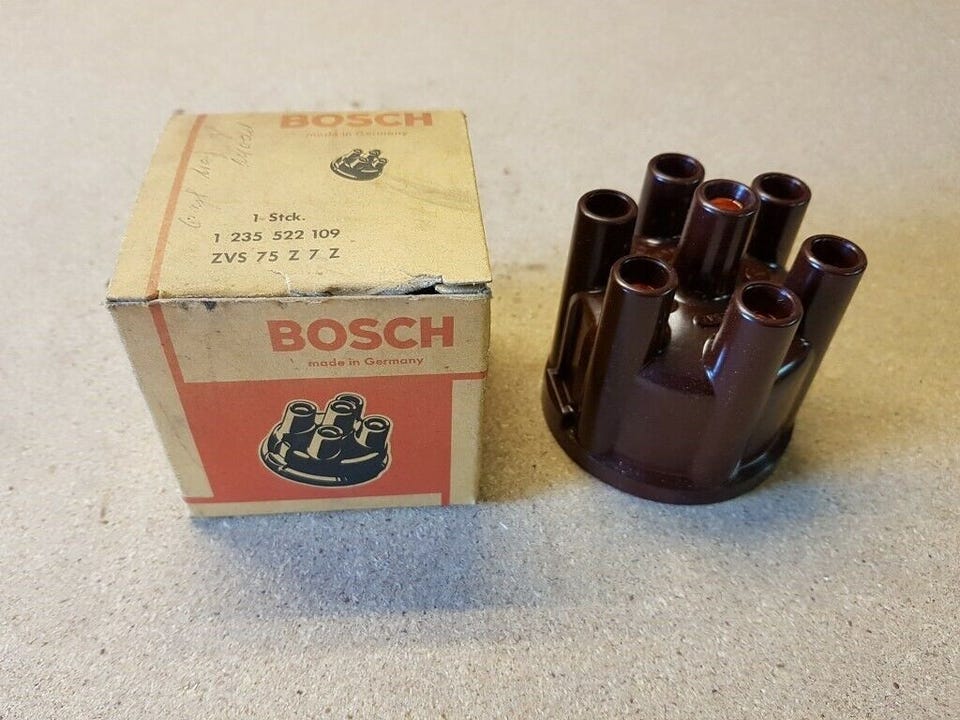 BOSCH
made in Germany
1 Stck.
1 235 522 109
ZVS 75 Z 7 Z
BOSCH
made in Germany